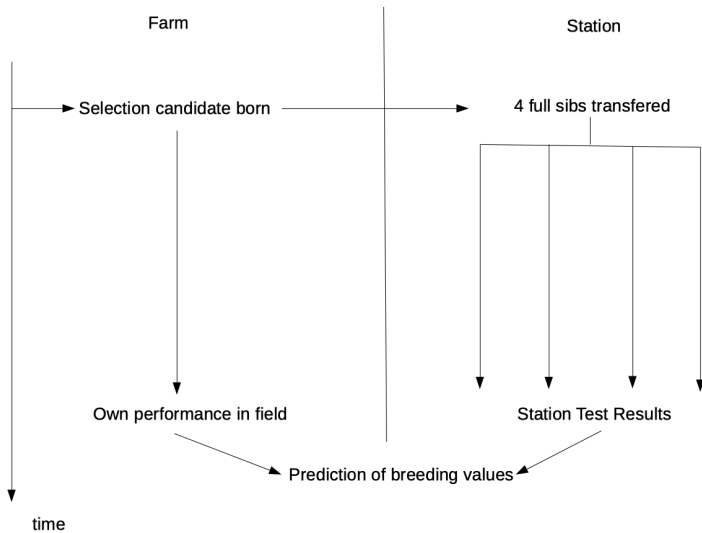 Farm
Station
Selection candidate born
4 full sibs transfered
Own performance in field
Station Test Results
Prediction of breeding values
time